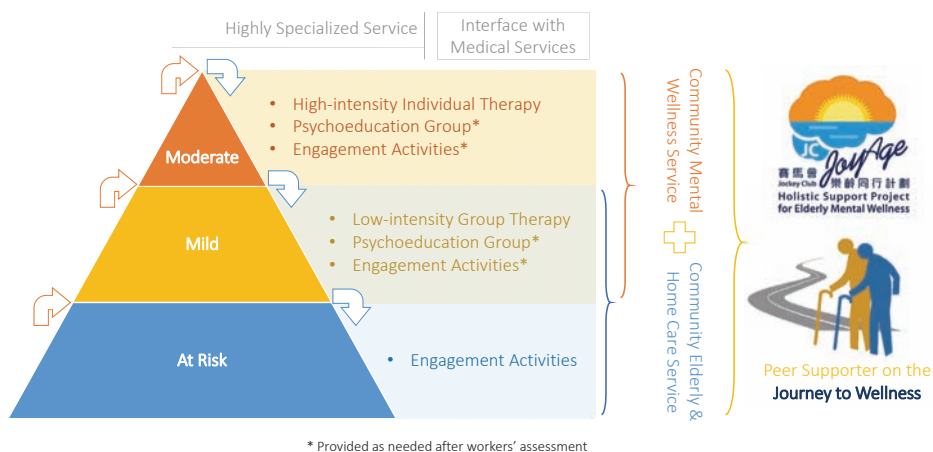 Highly Specialized Service
Interface with
Medical Services
Moderate
• High-intensity Individual Therapy
• Psychoeducation Group*
• Engagement Activities*
Mild
• Low-intensity Group Therapy
• Psychoeducation Group*
• Engagement Activities*
At Risk
• Engagement Activities
Community Mental
Wellness Service
Community Elderly &
Home Care Service
JC JoyAge
賽馬會
Jockey Club
樂齡同行計劃
Holistic Support Project
for Elderly Mental Wellness
Peer Supporter on the
Journey to Wellness
* Provided as needed after workers' assessment